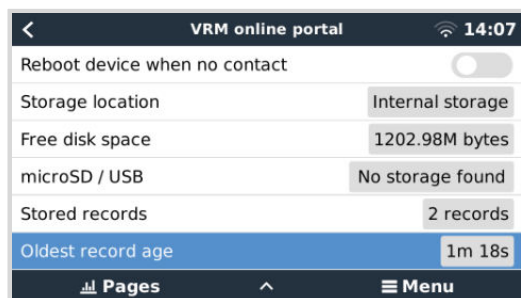 VRM online portal 14:07
Reboot device when no contact
Storage location Internal storage
Free disk space 1202.98M bytes
microSD / USB No storage found
Stored records 2 records
Oldest record age 1m 18s
Pages Menu